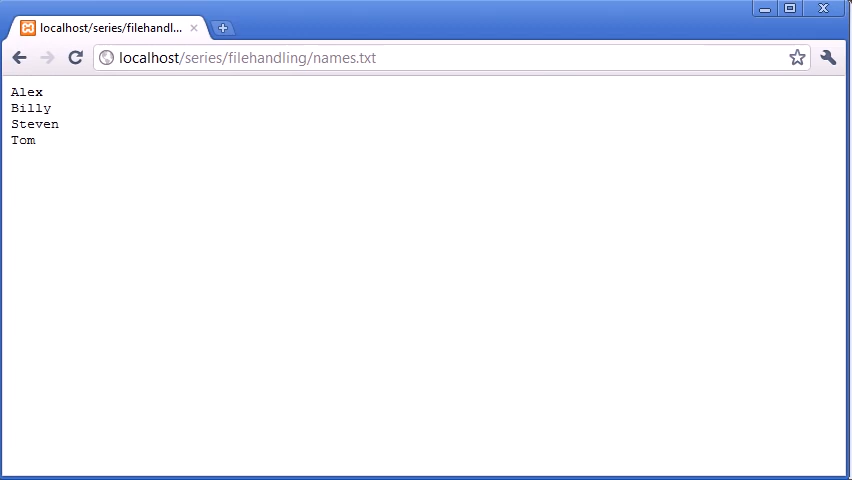 localhost/series/filehandl...
localhost/series/filehandling/names.txt
Alex
Billy
Steven
Tom